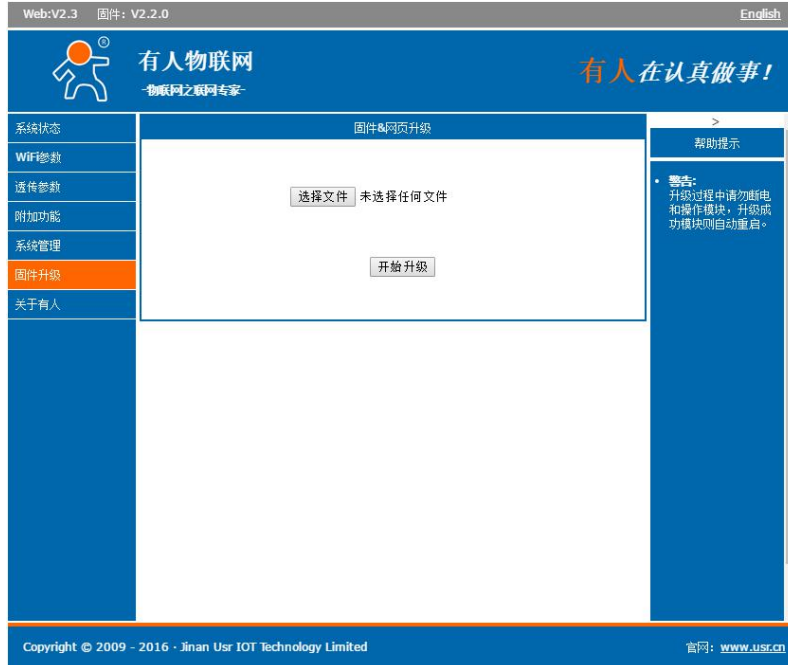 Web:V2.3 固件: V2.2.0 English
®
有人物联网
-物联网之联网专家-
有人在认真做事!
系统状态
WiFi参数
透传参数
附加功能
系统管理
固件升级
关于有人
固件&网页升级
选择文件 未选择任何文件
开始升级
>
帮助提示
• 警告:
升级过程中请勿断电
和操作模块，升级成
功模块则自动重启。
Copyright © 2009 - 2016 · Jinan Usr IOT Technology Limited
官网: www.usr.cn